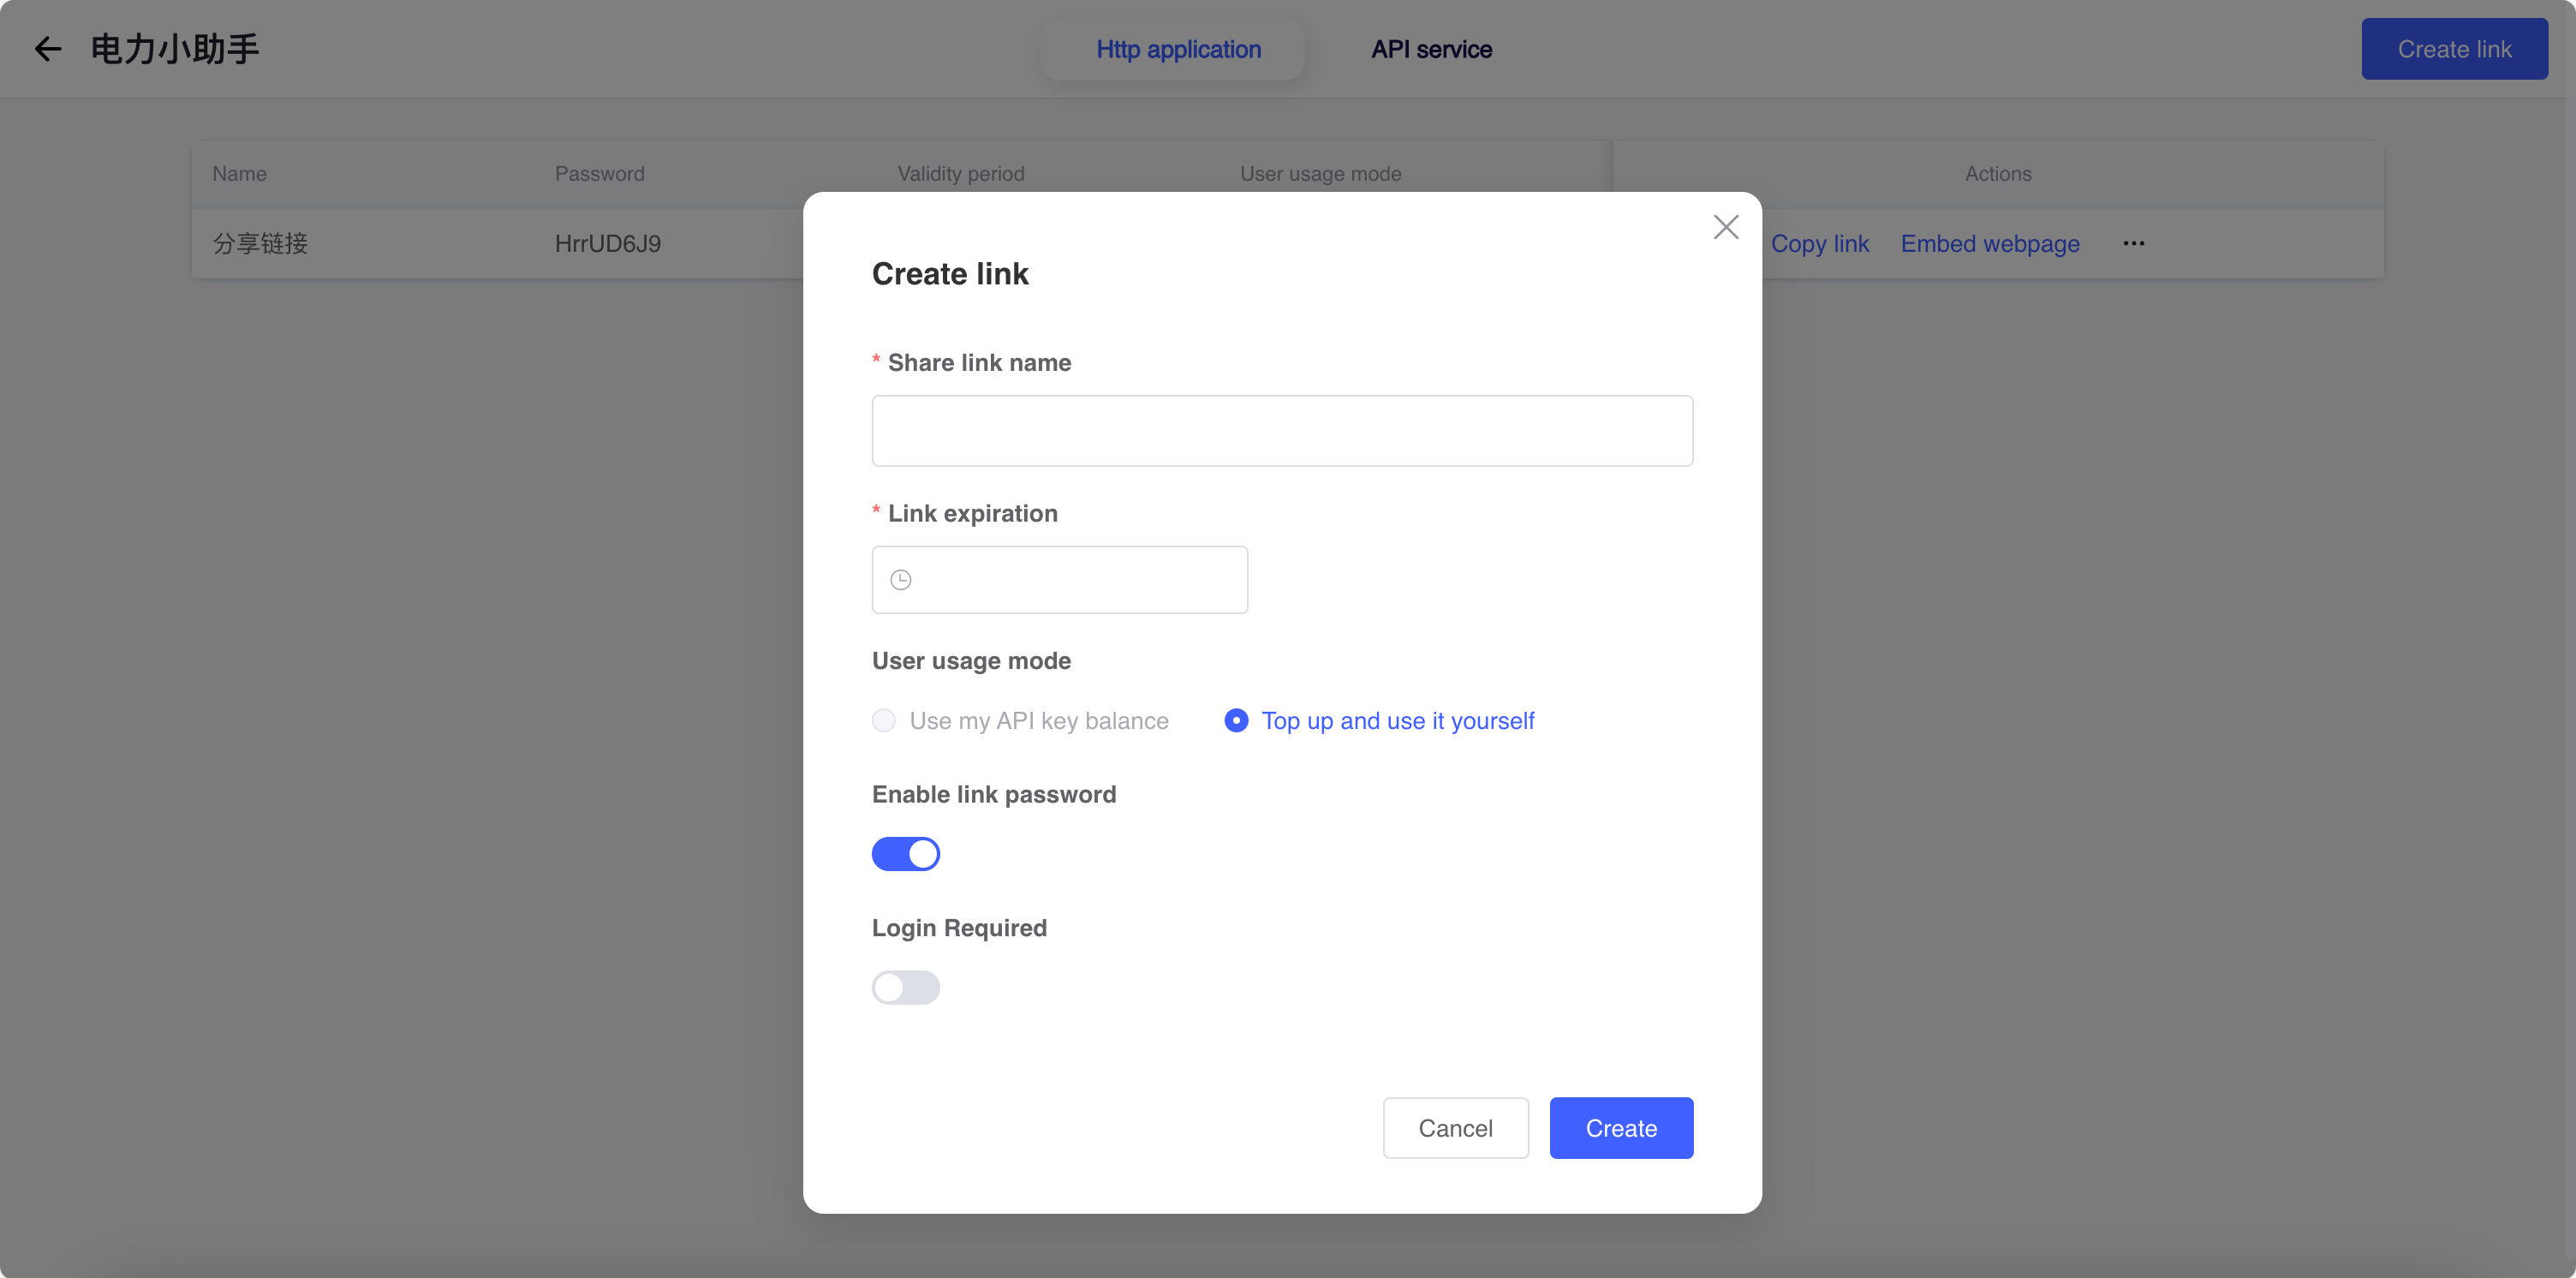 电力小助手
Http application
API service
Create link
Name
Password
Validity period
User usage mode
Actions
分享链接
HrrUD6J9
Copy link
Embed webpage
Create link
* Share link name
* Link expiration
User usage mode
Use my API key balance
Top up and use it yourself
Enable link password
Login Required
Cancel
Create